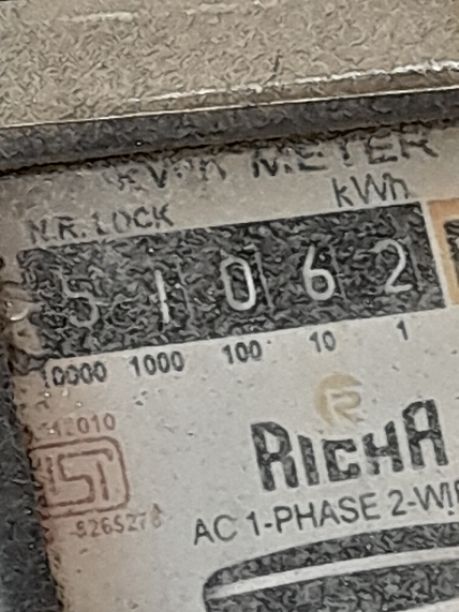 METER
kWh
N.R. LOCK
5 1 0 6 2
10000 1000 100 10 1
R
RICHA
ISI
AC 1-PHASE 2-WI